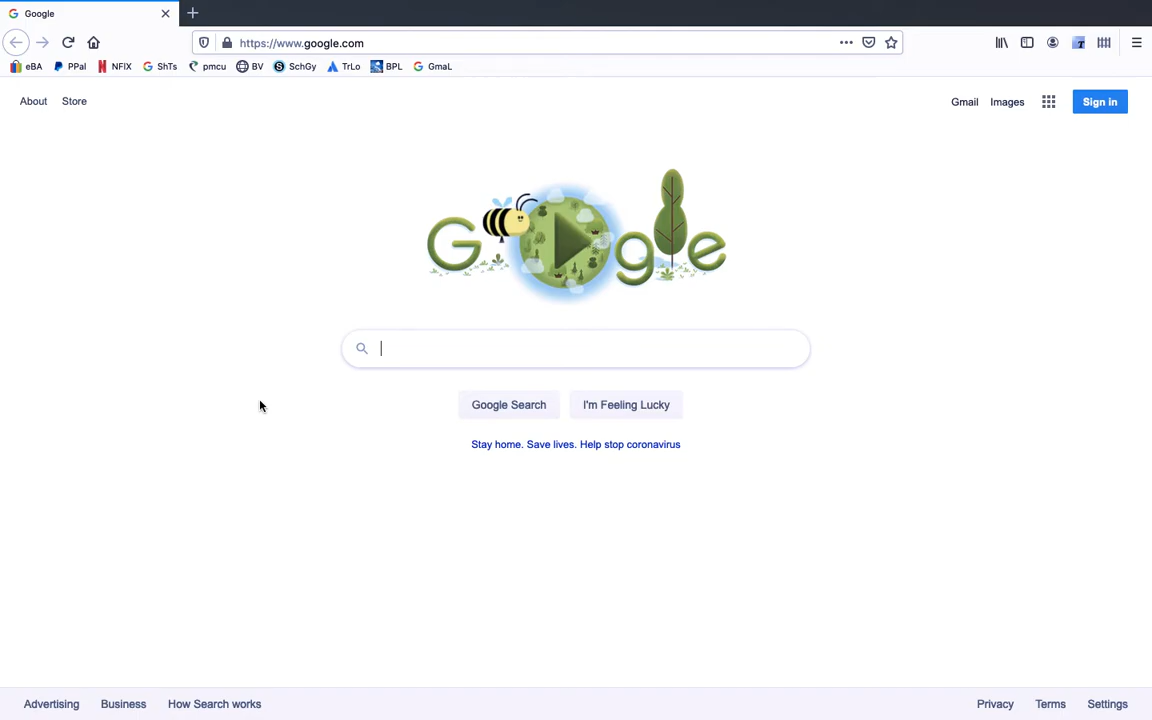 Google
https://www.google.com
eBA PPal NFlX ShTs pmcu BV SchGy TrLo BPL GmaL
About Store Gmail Images Sign in
Google
Google Search I'm Feeling Lucky
Stay home. Save lives. Help stop coronavirus
Advertising Business How Search works Privacy Terms Settings